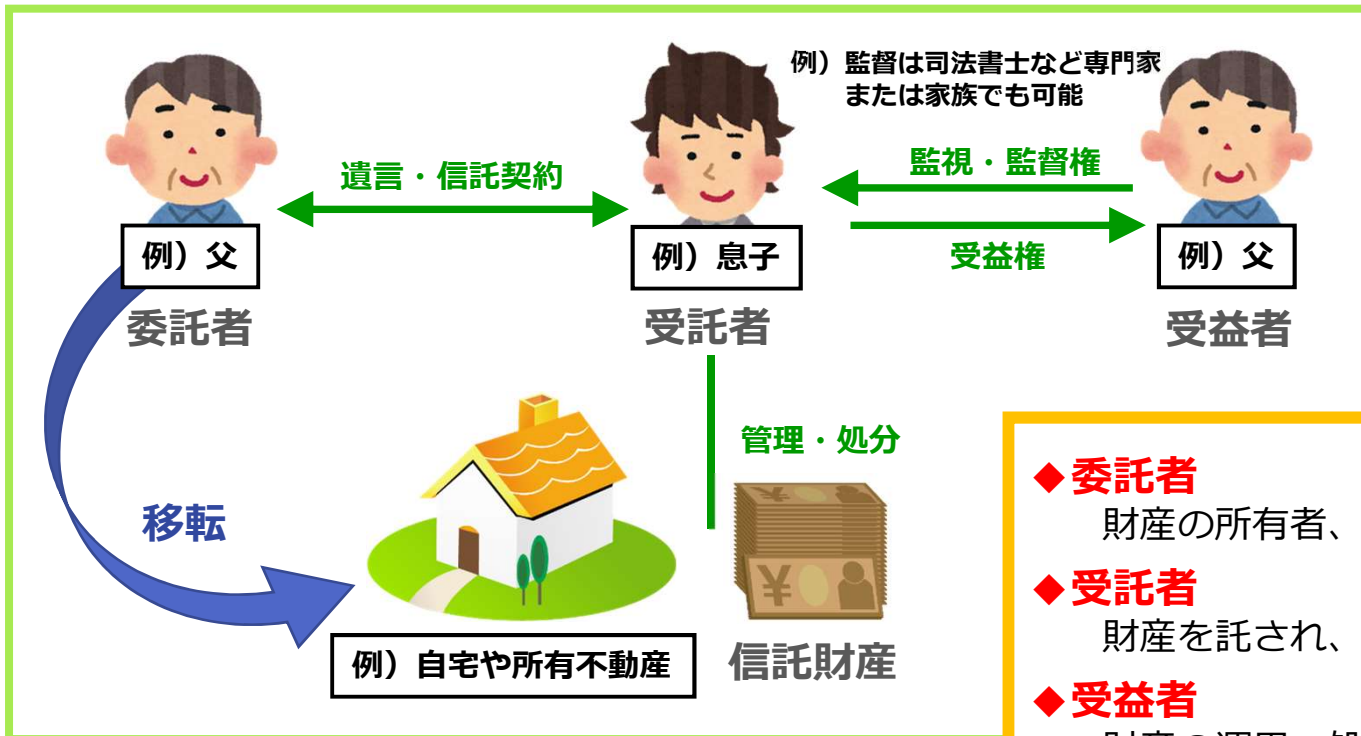 例）監督は司法書士など専門家
または家族でも可能
遺言・信託契約
監視・監督権
受益権
例）父
例）息子
例）父
委託者
受託者
受益者
管理・処分
移転
例）自宅や所有不動産
信託財産
◆委託者
財産の所有者、
◆受託者
財産を託され、
◆受益者